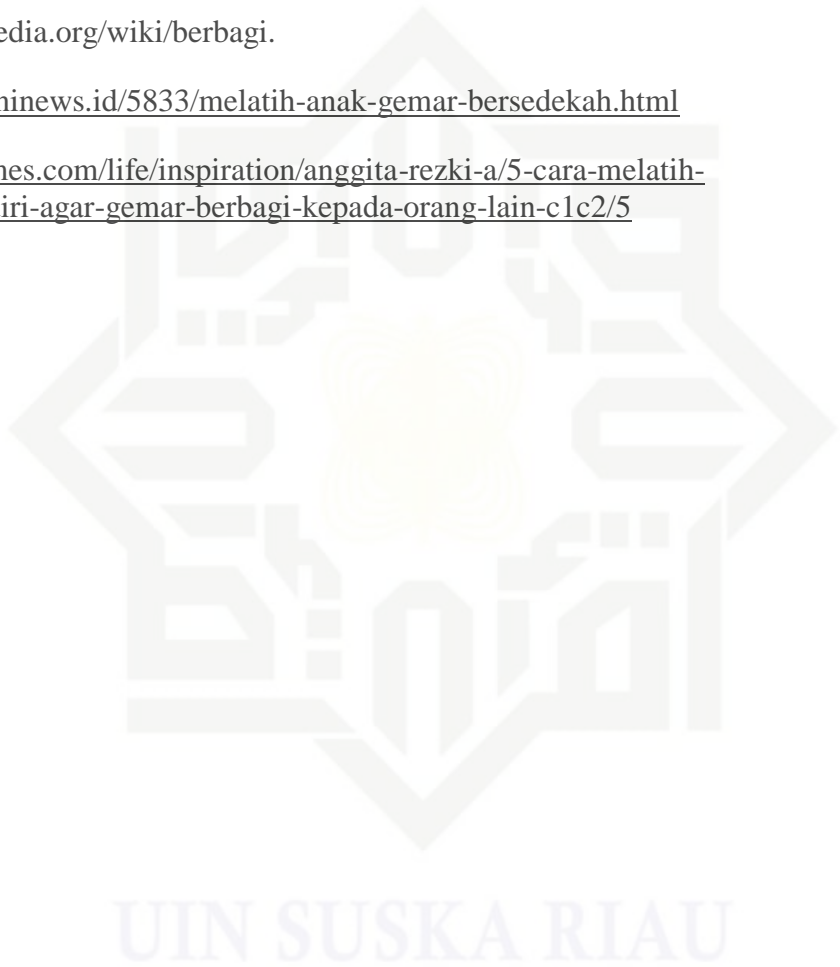 edia.org/wiki/berbagi.
ninews.id/5833/melatih-anak-gemar-bersedekah.html
nes.com/life/inspiration/anggita-rezki-a/5-cara-melatih-
iri-agar-gemar-berbagi-kepada-orang-lain-c1c2/5
UIN SUSKA RIAU